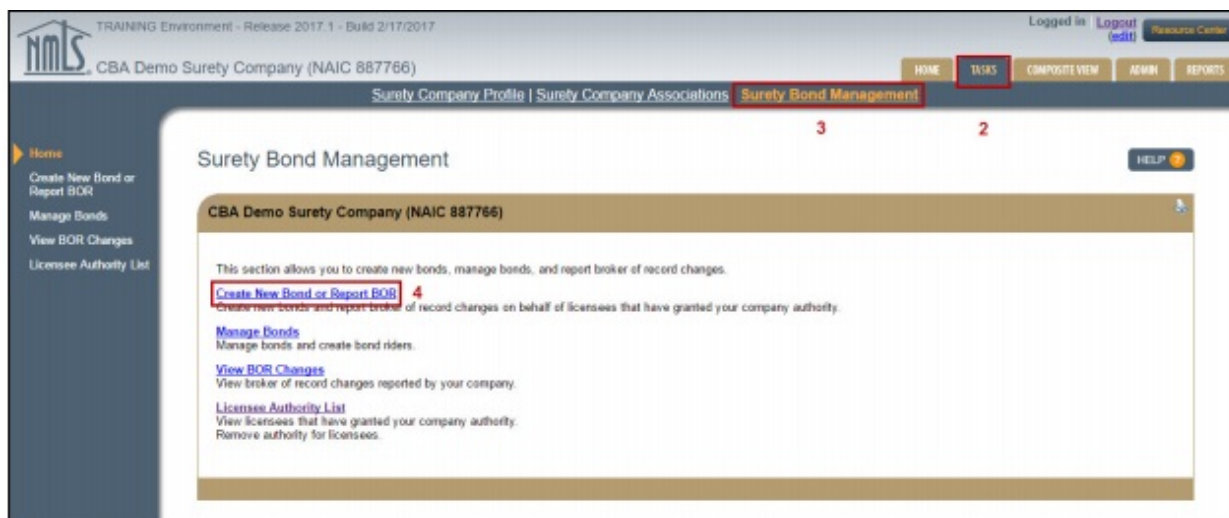 TRAINING Environment - Release 2017.1 - Build 2/17/2017
Logged in Logout
(edit)
Resource Center
NMLS
CBA Demo Surety Company (NAIC 887766)
HOME TASKS COMPOSITE VIEW ADMIN REPORTS
Surety Company Profile | Surety Company Associations Surety Bond Management
3 2
Home
Create New Bond or
Report BOR
Manage Bonds
View BOR Changes
Licensee Authority List
Surety Bond Management
HELP ?
CBA Demo Surety Company (NAIC 887766)
This section allows you to create new bonds, manage bonds, and report broker of record changes.
Create New Bond or Report BOR 4
Create new bonds and report broker of record changes on behalf of licensees that have granted your company authority.
Manage Bonds
Manage bonds and create bond riders.
View BOR Changes
View broker of record changes reported by your company.
Licensee Authority List
View licensees that have granted your company authority.
Remove authority for licensees.